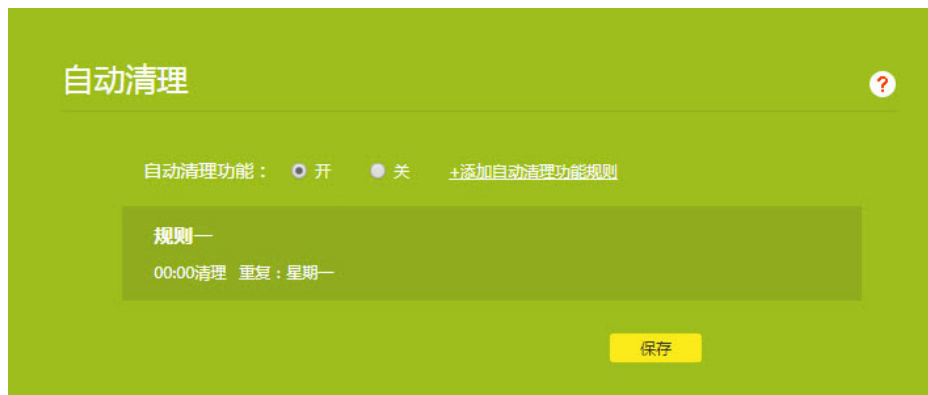 自动清理
?
自动清理功能： 开 关 +添加自动清理功能规则
规则一
00:00清理 重复：星期一
保存